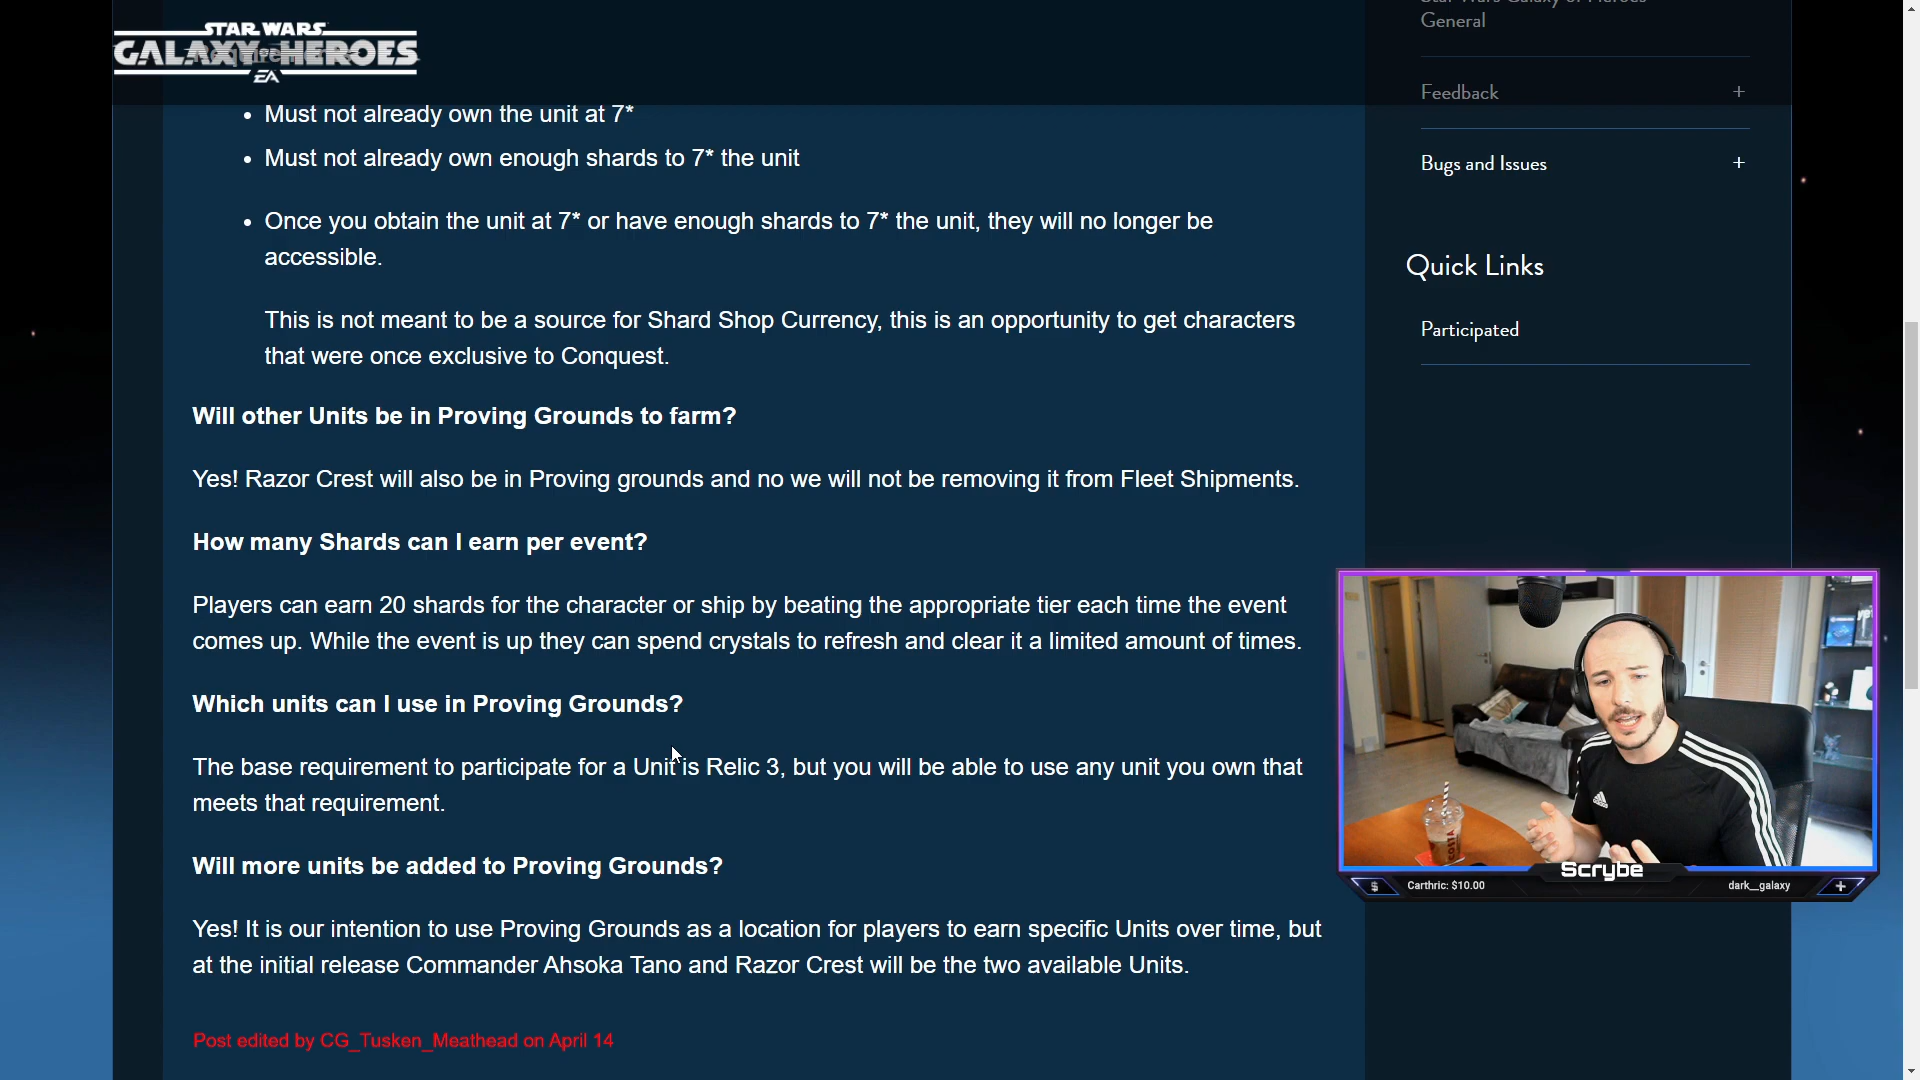 STAR WARS
GALAXY OF HEROES
EA
Must not already own the unit at 7*
Must not already own enough shards to 7* the unit
Once you obtain the unit at 7* or have enough shards to 7* the unit, they will no longer be
accessible.
This is not meant to be a source for Shard Shop Currency, this is an opportunity to get characters
that were once exclusive to Conquest.
Will other Units be in Proving Grounds to farm?
Yes! Razor Crest will also be in Proving grounds and no we will not be removing it from Fleet Shipments.
How many Shards can I earn per event?
Players can earn 20 shards for the character or ship by beating the appropriate tier each time the event
comes up. While the event is up they can spend crystals to refresh and clear it a limited amount of times.
Which units can I use in Proving Grounds?
The base requirement to participate for a Unit is Relic 3, but you will be able to use any unit you own that
meets that requirement.
Will more units be added to Proving Grounds?
Yes! It is our intention to use Proving Grounds as a location for players to earn specific Units over time, but
at the initial release Commander Ahsoka Tano and Razor Crest will be the two available Units.
Post edited by CG_Tusken_Meathead on April 14
General
Feedback +
Bugs and Issues +
Quick Links
Participated
adidas
COSTA
Scrybe
$ Carthric: $10.00 dark__galaxy +